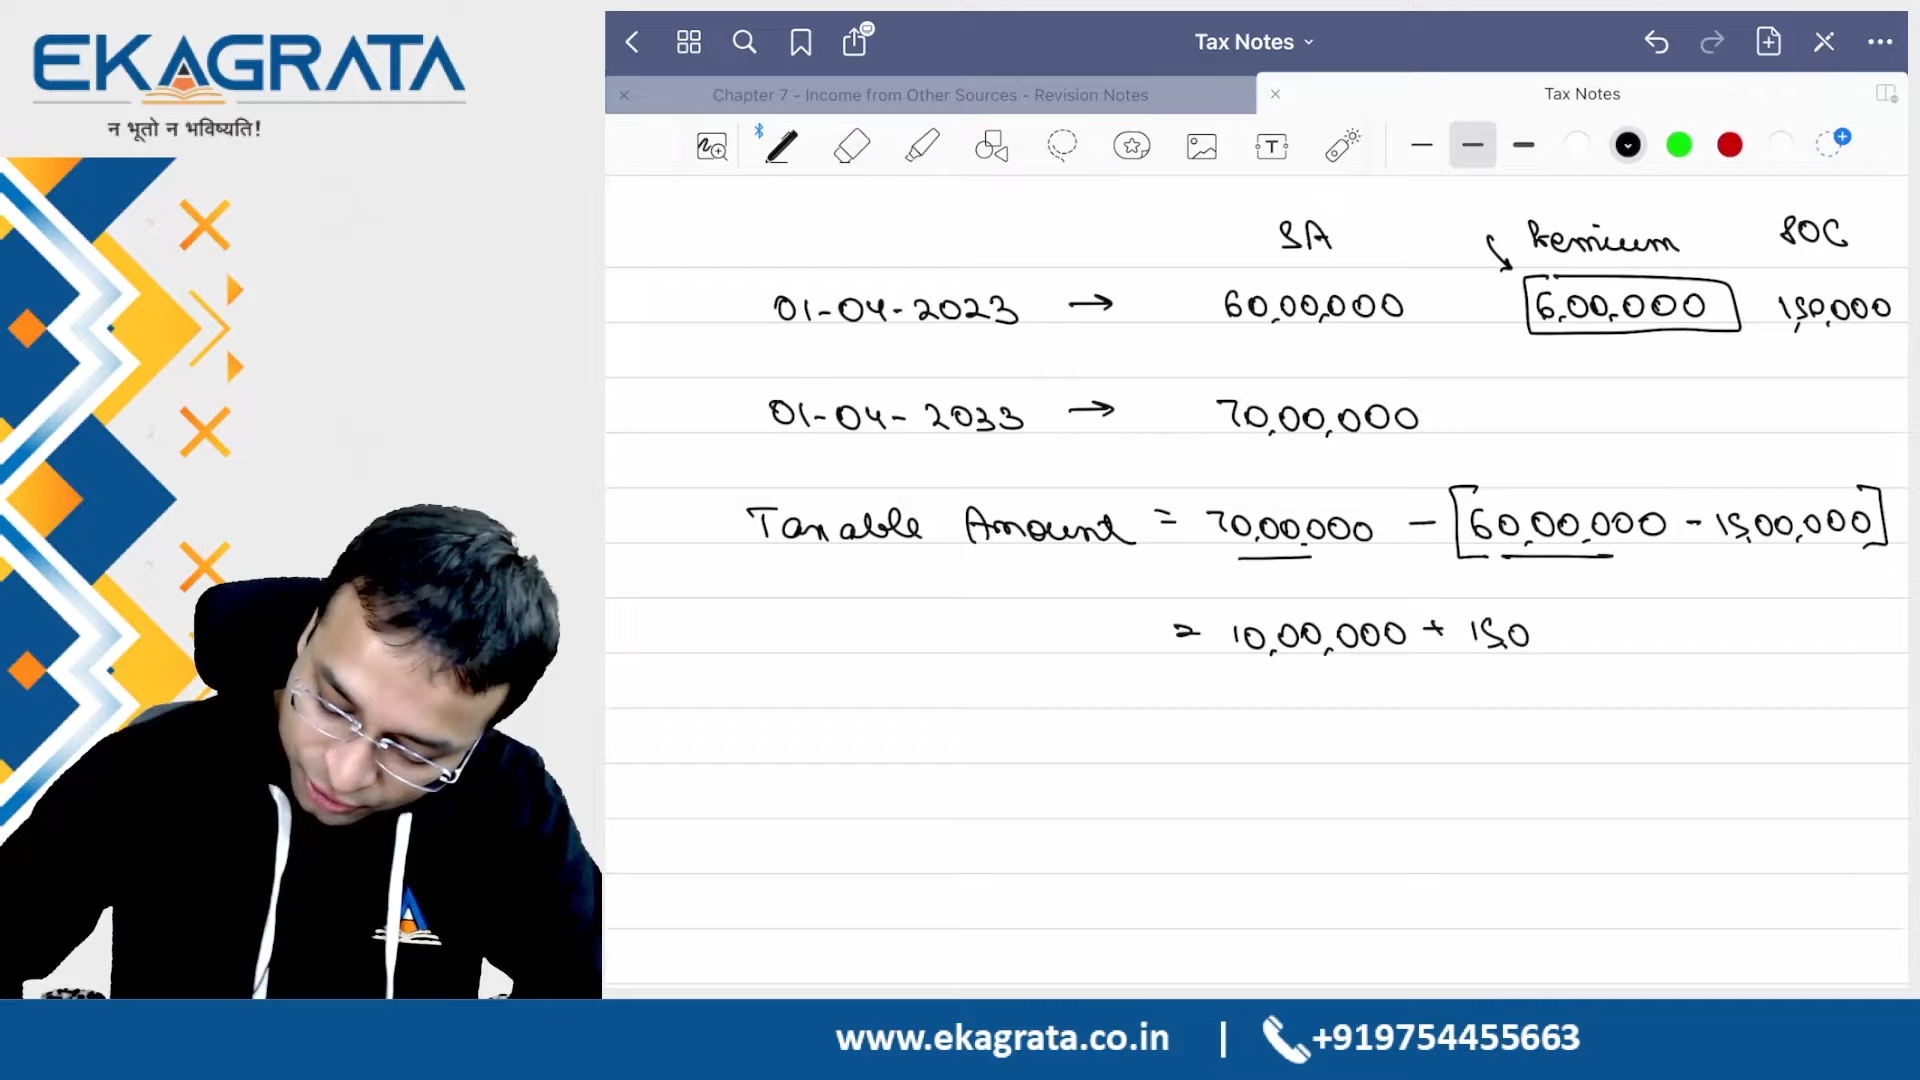 EKAGRATA
न भूतो न भविष्यति!
Tax Notes
Chapter 7 - Income from Other Sources - Revision Notes
Tax Notes
T
SA Premium 80C
01-04-2023 → 60,00,000 6,00,000 1,50,000
01-04-2033 → 70,00,000
Taxable Amount = 70,00,000 - [60,00,000 - 15,00,000]
= 10,00,000 + 15,0
www.ekagrata.co.in | +919754455663